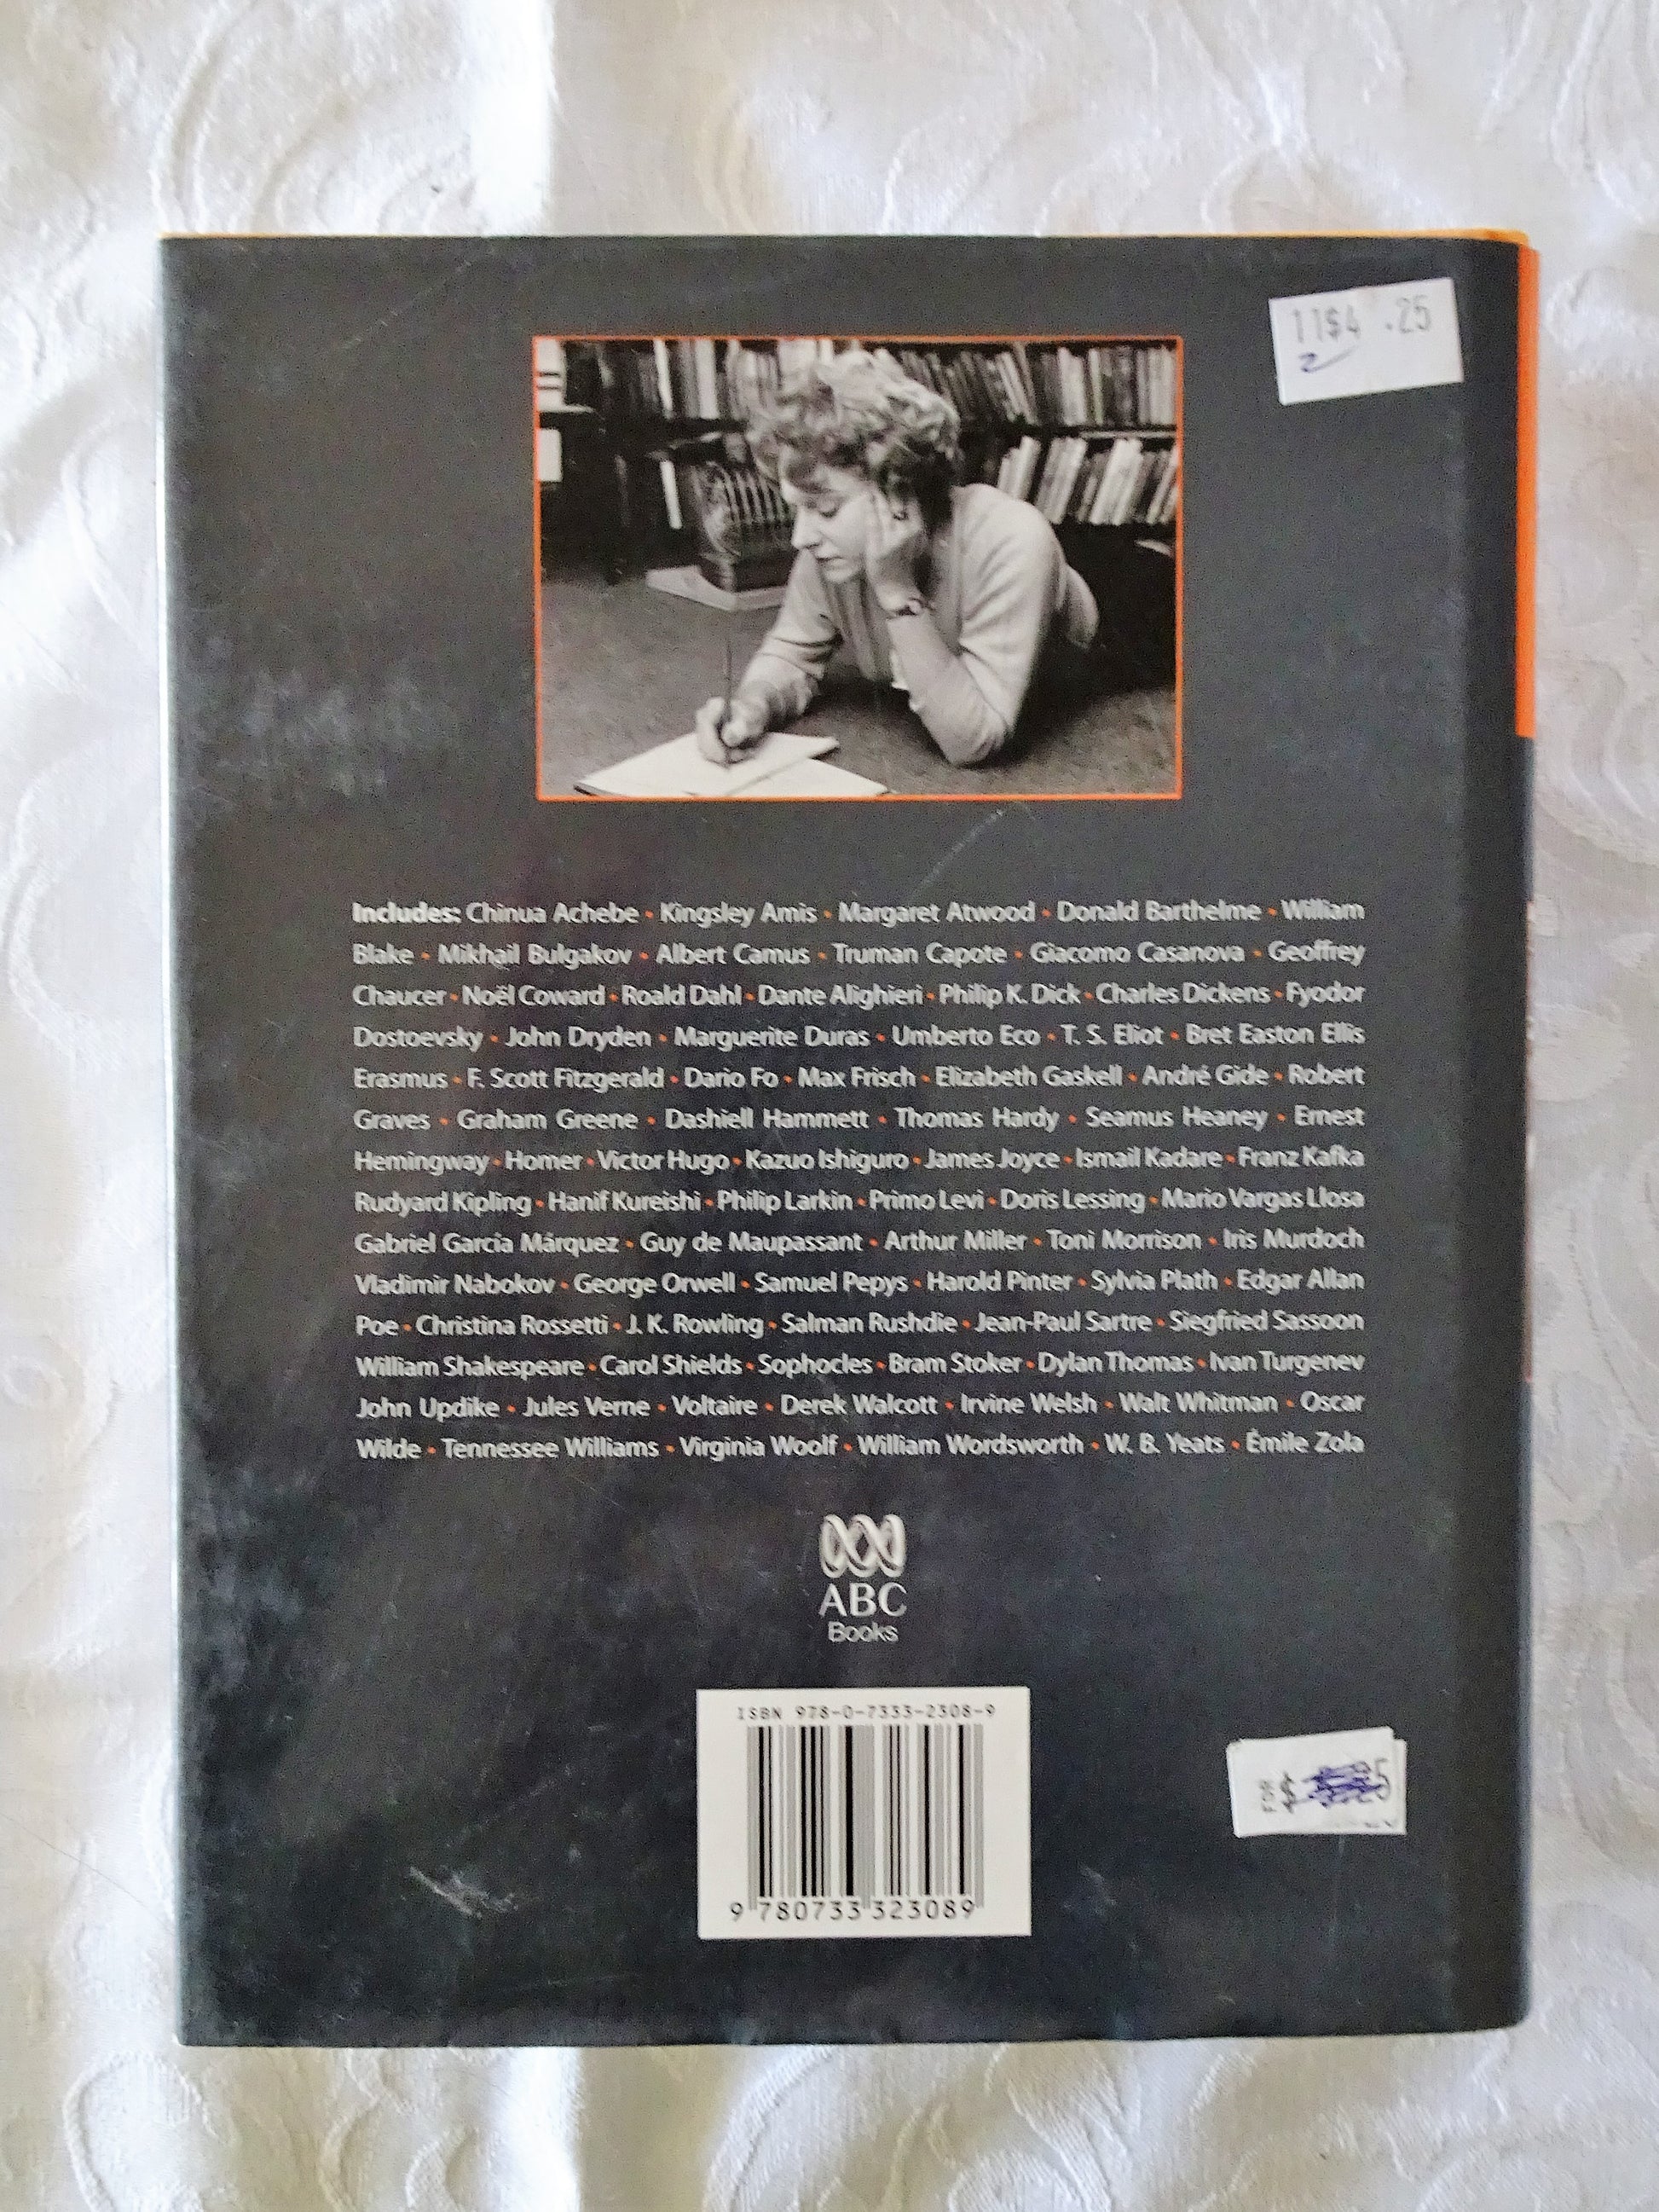 11$4 .25
2
Includes: Chinua Achebe • Kingsley Amis • Margaret Atwood • Donald Barthelme • William
Blake • Mikhail Bulgakov • Albert Camus • Truman Capote • Giacomo Casanova • Geoffrey
Chaucer • Noël Coward • Roald Dahl • Dante Alighieri • Philip K. Dick • Charles Dickens • Fyodor
Dostoevsky • John Dryden • Marguerite Duras • Umberto Eco • T. S. Eliot • Bret Easton Ellis
Erasmus • F. Scott Fitzgerald • Dario Fo • Max Frisch • Elizabeth Gaskell • André Gide • Robert
Graves • Graham Greene • Dashiell Hammett • Thomas Hardy • Seamus Heaney • Ernest
Hemingway • Homer • Victor Hugo • Kazuo Ishiguro • James Joyce • Ismail Kadare • Franz Kafka
Rudyard Kipling • Hanif Kureishi • Philip Larkin • Primo Levi • Doris Lessing • Mario Vargas Llosa
Gabriel García Márquez • Guy de Maupassant • Arthur Miller • Toni Morrison • Iris Murdoch
Vladimir Nabokov • George Orwell • Samuel Pepys • Harold Pinter • Sylvia Plath • Edgar Allan
Poe • Christina Rossetti • J. K. Rowling • Salman Rushdie • Jean-Paul Sartre • Siegfried Sassoon
William Shakespeare • Carol Shields • Sophocles • Bram Stoker • Dylan Thomas • Ivan Turgenev
John Updike • Jules Verne • Voltaire • Derek Walcott • Irvine Welsh • Walt Whitman • Oscar
Wilde • Tennessee Williams • Virginia Woolf • William Wordsworth • W. B. Yeats • Émile Zola
ABC
Books
ISBN 978-0-7333-2308-9
9 780733 323089
FOR $